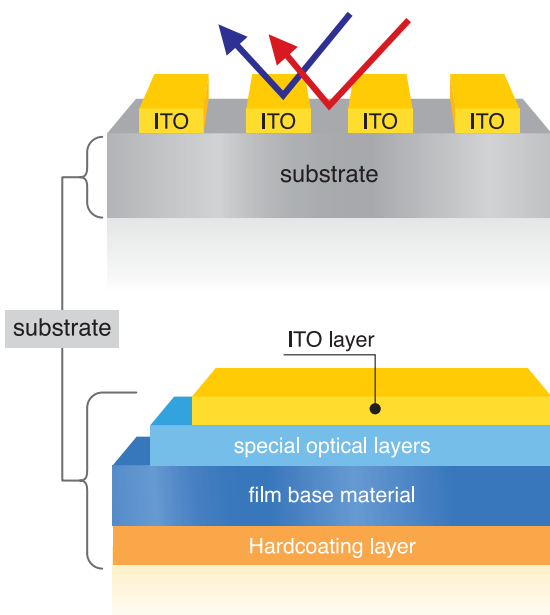 ITO ITO ITO ITO
substrate
substrate
ITO layer
special optical layers
film base material
Hardcoating layer